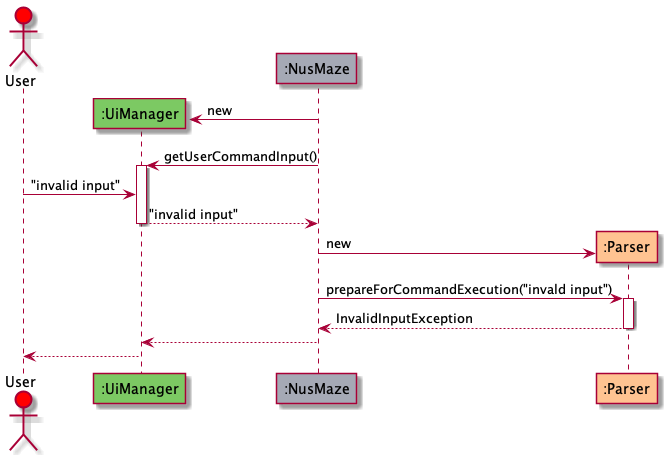 User
:NusMaze
:UiManager
new
getUserCommandInput()
"invalid input"
"invalid input"
new
:Parser
prepareForCommandExecution("invald input")
InvalidInputException
User
:UiManager
:NusMaze
:Parser